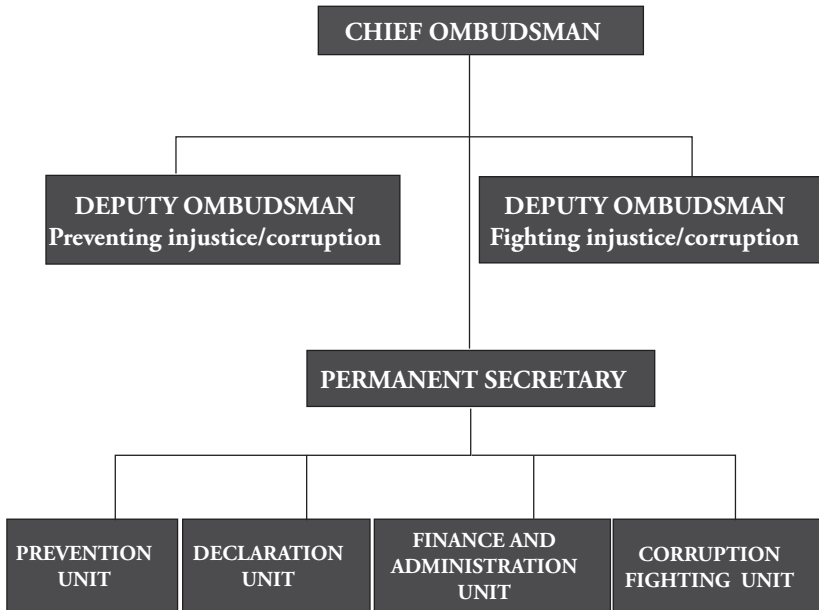 CHIEF OMBUDSMAN
DEPUTY OMBUDSMAN
Preventing injustice/corruption
DEPUTY OMBUDSMAN
Fighting injustice/corruption
PERMANENT SECRETARY
PREVENTION
UNIT
DECLARATION
UNIT
FINANCE AND
ADMINISTRATION
UNIT
CORRUPTION
FIGHTING UNIT